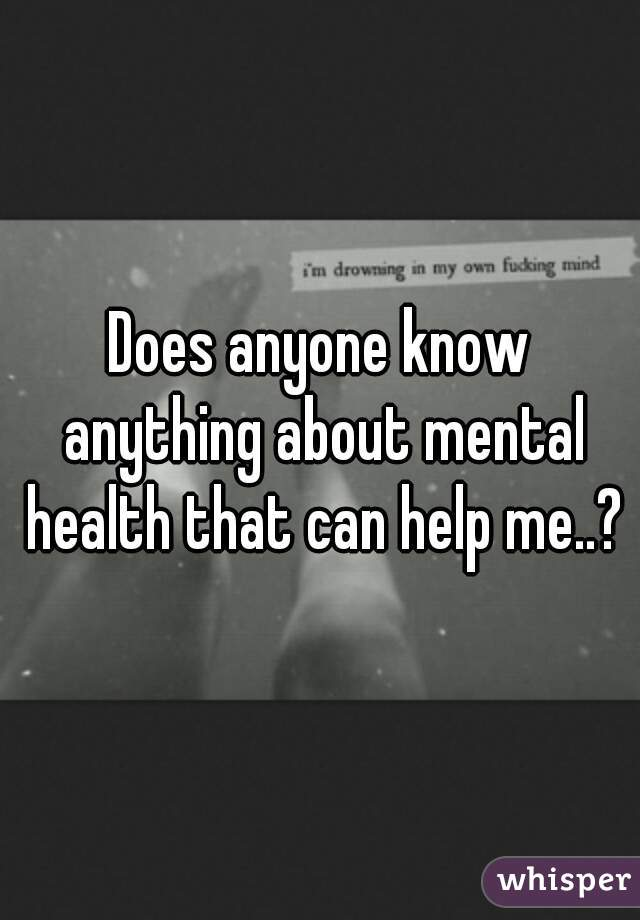 i'm drowning in my own fucking mind
Does anyone know
anything about mental
health that can help me..?
whisper